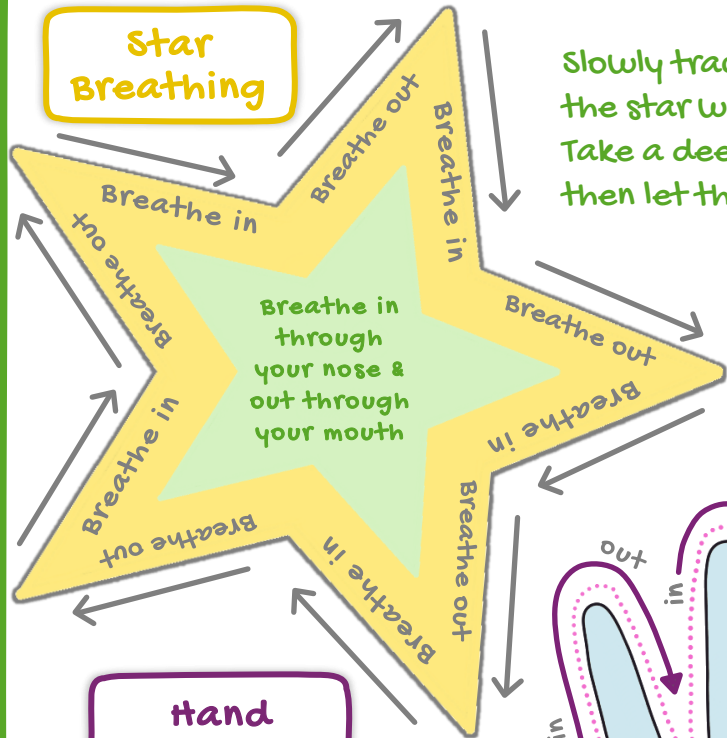 Star
Breathing
Slowly trac
the star w
Take a dee
then let th
Breathe in
Breathe out
Breathe in
Breathe out
Breathe in
Breathe out
Breathe in
Breathe out
Breathe in
Breathe out
Breathe in
through
your nose &
out through
your mouth
out
in
in
Hand